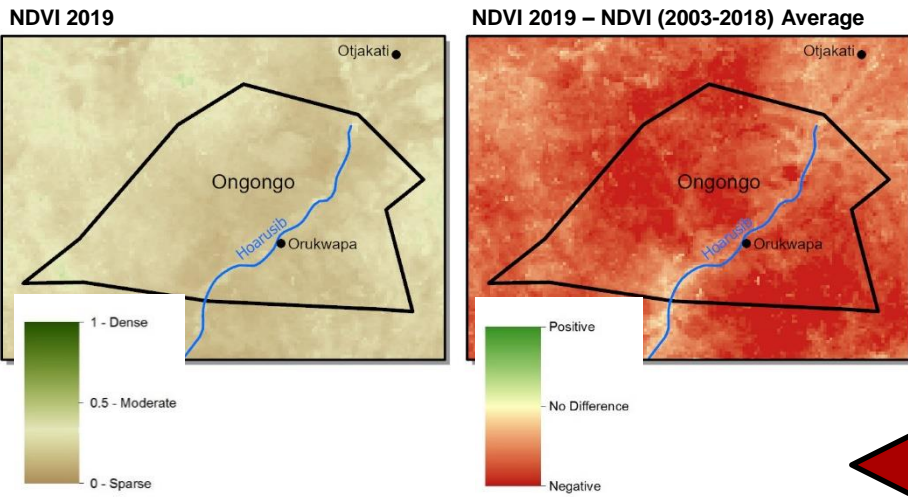 NDVI 2019
Otjakati
Ongongo
Hoarusib
Orukwapa
1 - Dense
0.5 - Moderate
0 - Sparse
NDVI 2019 – NDVI (2003-2018) Average
Otjakati
Ongongo
Hoarusib
Orukwapa
Positive
No Difference
Negative